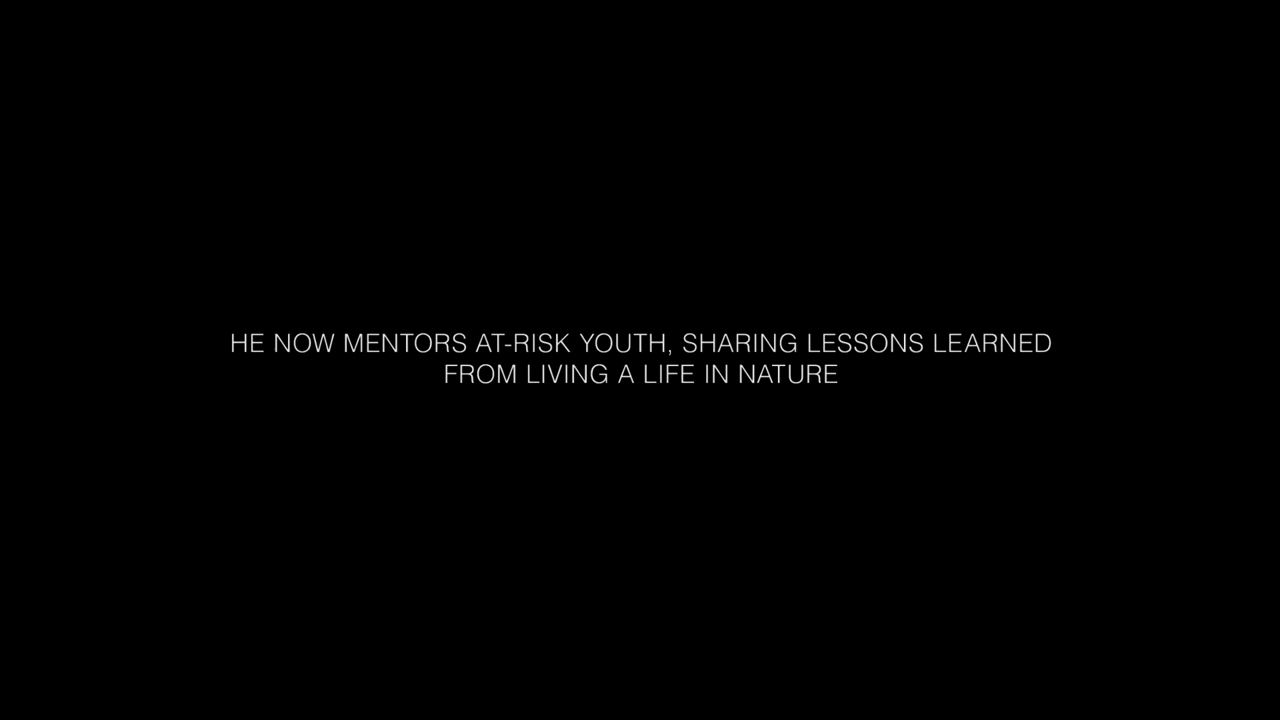 HE NOW MENTORS AT-RISK YOUTH, SHARING LESSONS LEARNED
FROM LIVING A LIFE IN NATURE